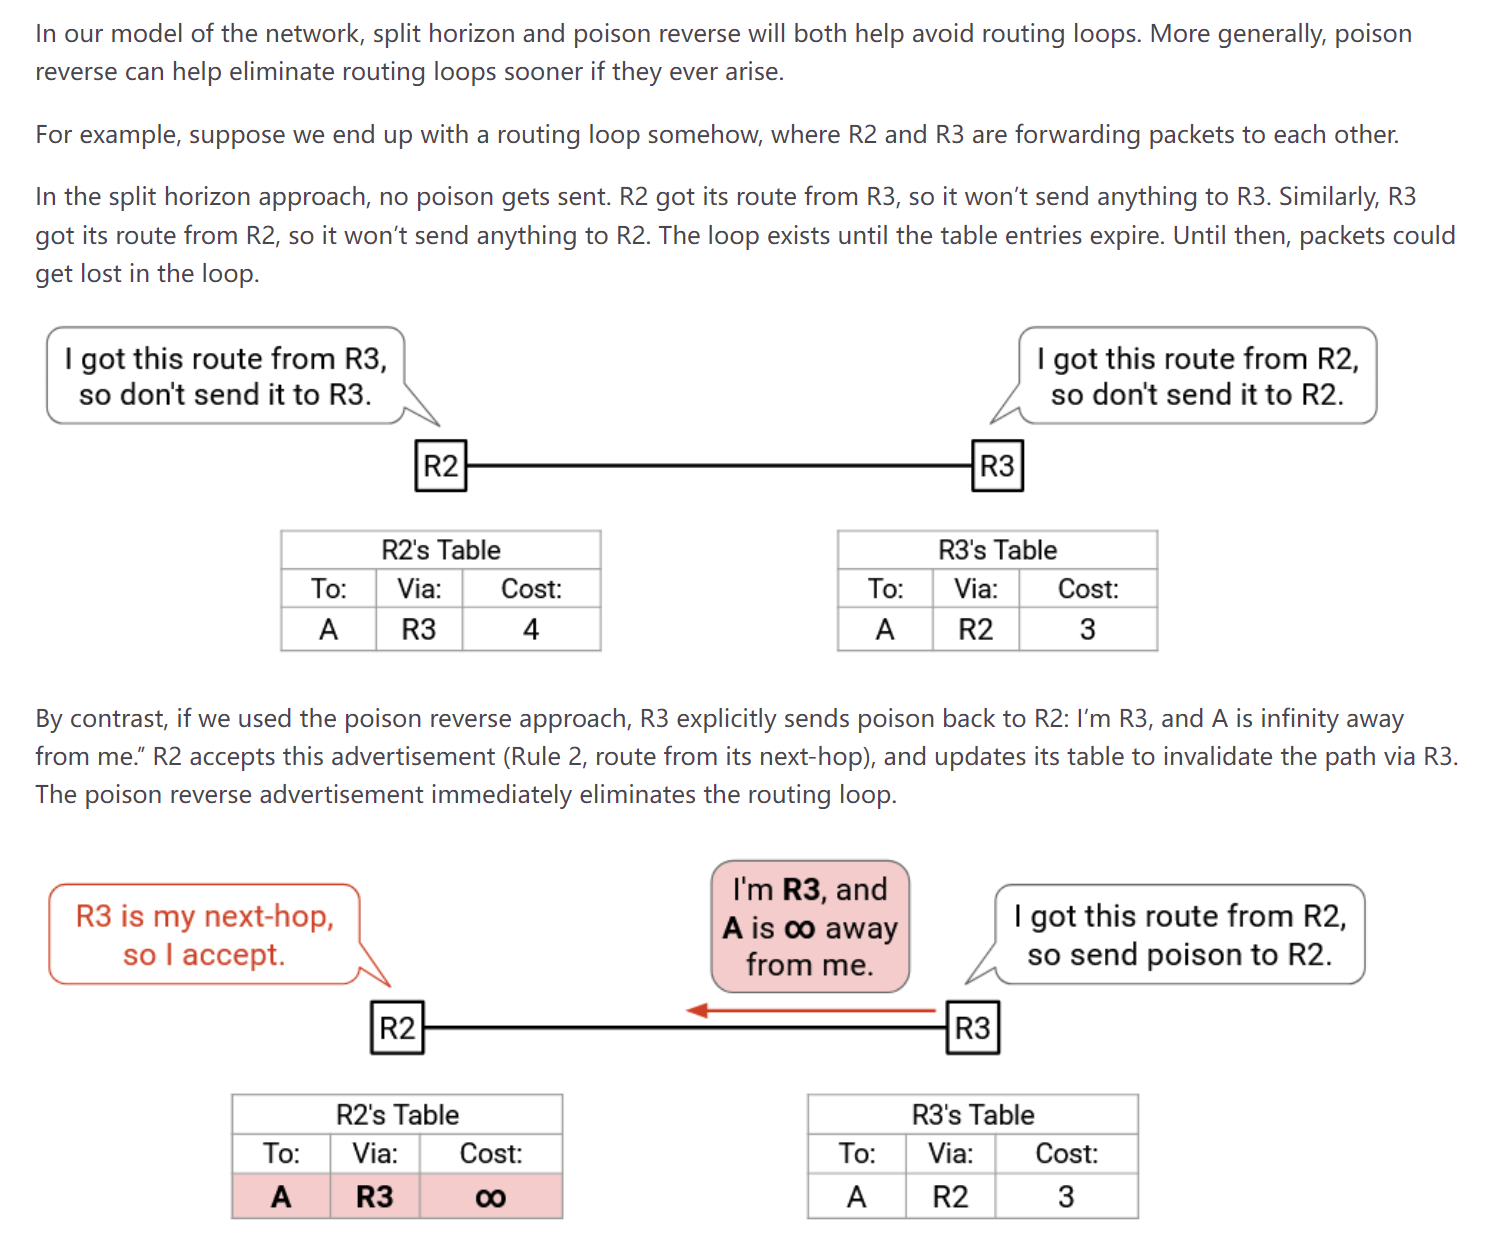 In our model of the network, split horizon and poison reverse will both help avoid routing loops. More generally, poison
reverse can help eliminate routing loops sooner if they ever arise.
For example, suppose we end up with a routing loop somehow, where R2 and R3 are forwarding packets to each other.
In the split horizon approach, no poison gets sent. R2 got its route from R3, so it won’t send anything to R3. Similarly, R3
got its route from R2, so it won’t send anything to R2. The loop exists until the table entries expire. Until then, packets could
get lost in the loop.
I got this route from R3,
so don't send it to R3.
I got this route from R2,
so don't send it to R2.
R2
R3
R2's Table
To: Via: Cost:
A R3 4
R3's Table
To: Via: Cost:
A R2 3
By contrast, if we used the poison reverse approach, R3 explicitly sends poison back to R2: I’m R3, and A is infinity away
from me.” R2 accepts this advertisement (Rule 2, route from its next-hop), and updates its table to invalidate the path via R3.
The poison reverse advertisement immediately eliminates the routing loop.
R3 is my next-hop,
so I accept.
I'm R3, and
A is ∞ away
from me.
I got this route from R2,
so send poison to R2.
R2
R3
R2's Table
To: Via: Cost:
A R3 ∞
R3's Table
To: Via: Cost:
A R2 3